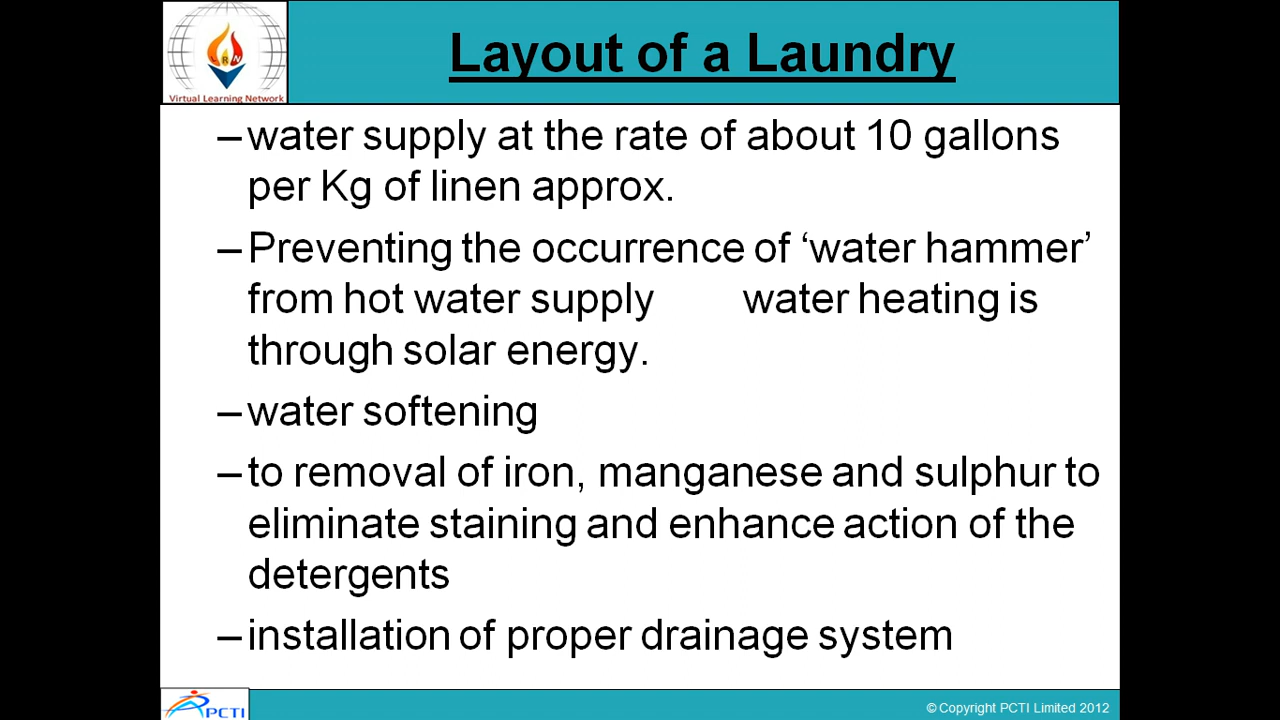 Layout of a Laundry
LRN
Virtual Learning Network
–water supply at the rate of about 10 gallons
per Kg of linen approx.
–Preventing the occurrence of ‘water hammer’
from hot water supply water heating is
through solar energy.
–water softening
–to removal of iron, manganese and sulphur to
eliminate staining and enhance action of the
detergents
–installation of proper drainage system
PCTI
© Copyright PCTI Limited 2012